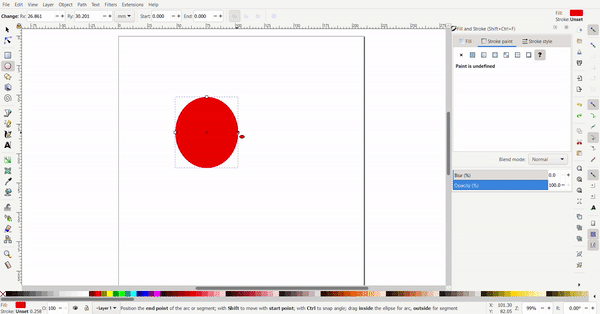 File Edit View Layer Object Path Text Filters Extensions Help
Change: Rx: 26.861 Ry: 30.201 mm Start: 0.000 End: 0.000
Fill:
Stroke: Unset
Fill and Stroke (Shift+Ctrl+F)
Fill Stroke paint Stroke style
?
Paint is undefined
Blend mode: Normal
Blur (%) 0.0
Opacity (%) 100.0
Fill: O: 100 Layer 1 Position the end point of the arc or segment; with Shift to move with start point; with Ctrl to snap angle; drag inside the ellipse for arc, outside for segment X: 101.30 Z: 99% R: 0.00°
Stroke: Unset 0.258 Y: 82.05